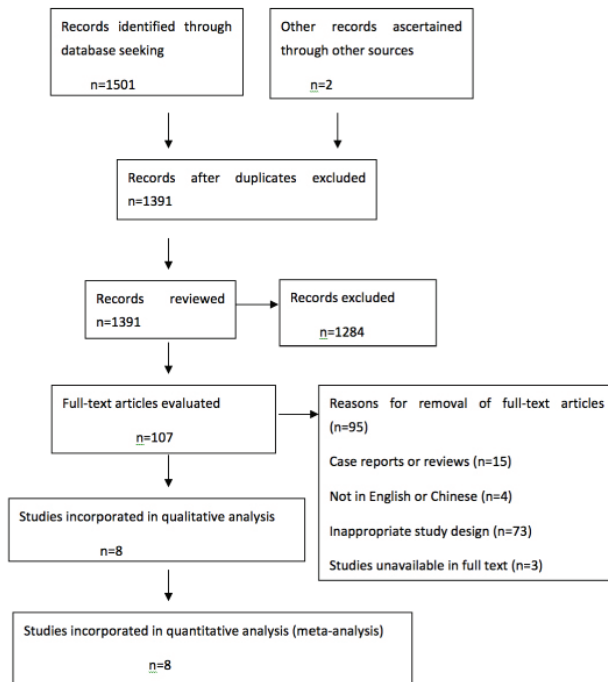 Records identified through
database seeking
n=1501
Other records ascertained
through other sources
n=2
Records after duplicates excluded
n=1391
Records reviewed
n=1391
Records excluded
n=1284
Full-text articles evaluated
n=107
Reasons for removal of full-text articles
(n=95)
Case reports or reviews (n=15)
Not in English or Chinese (n=4)
Inappropriate study design (n=73)
Studies unavailable in full text (n=3)
Studies incorporated in qualitative analysis
n=8
Studies incorporated in quantitative analysis (meta-analysis)
n=8